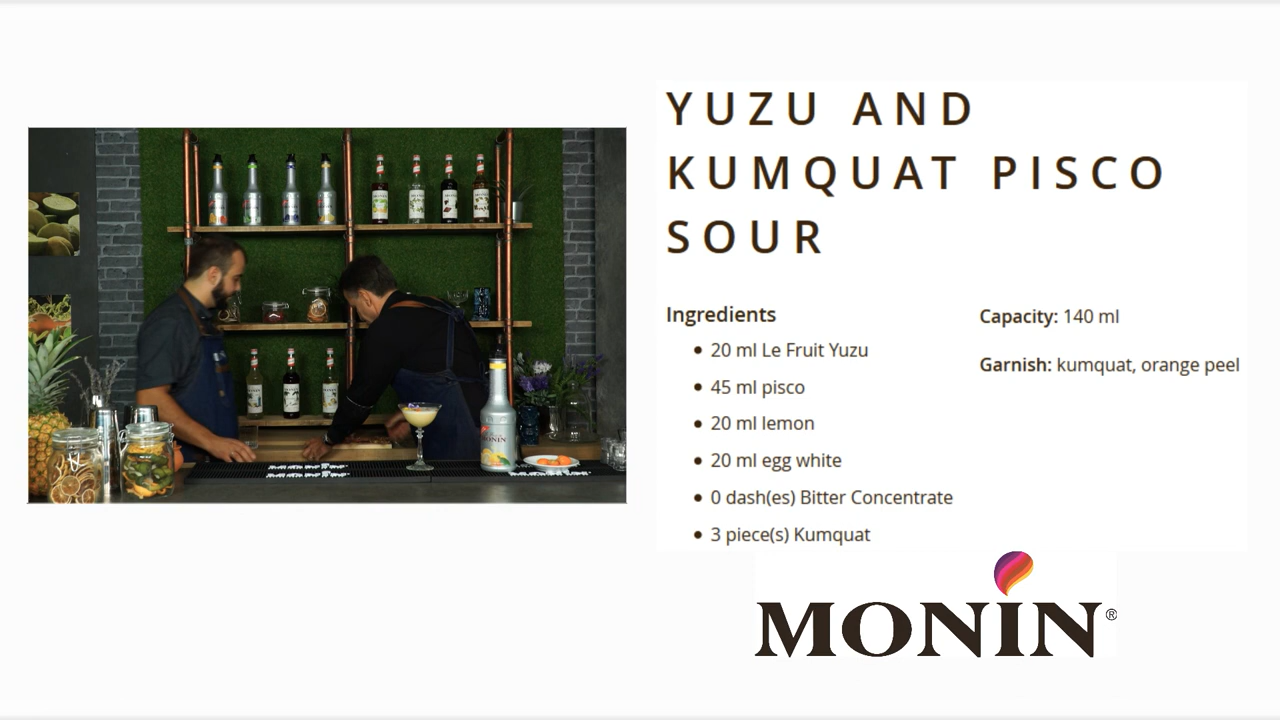 YUZU AND
KUMQUAT PISCO
SOUR
Ingredients
• 20 ml Le Fruit Yuzu
• 45 ml pisco
• 20 ml lemon
• 20 ml egg white
• 0 dash(es) Bitter Concentrate
• 3 piece(s) Kumquat
Capacity: 140 ml
Garnish: kumquat, orange peel
MONIN
MONIN®